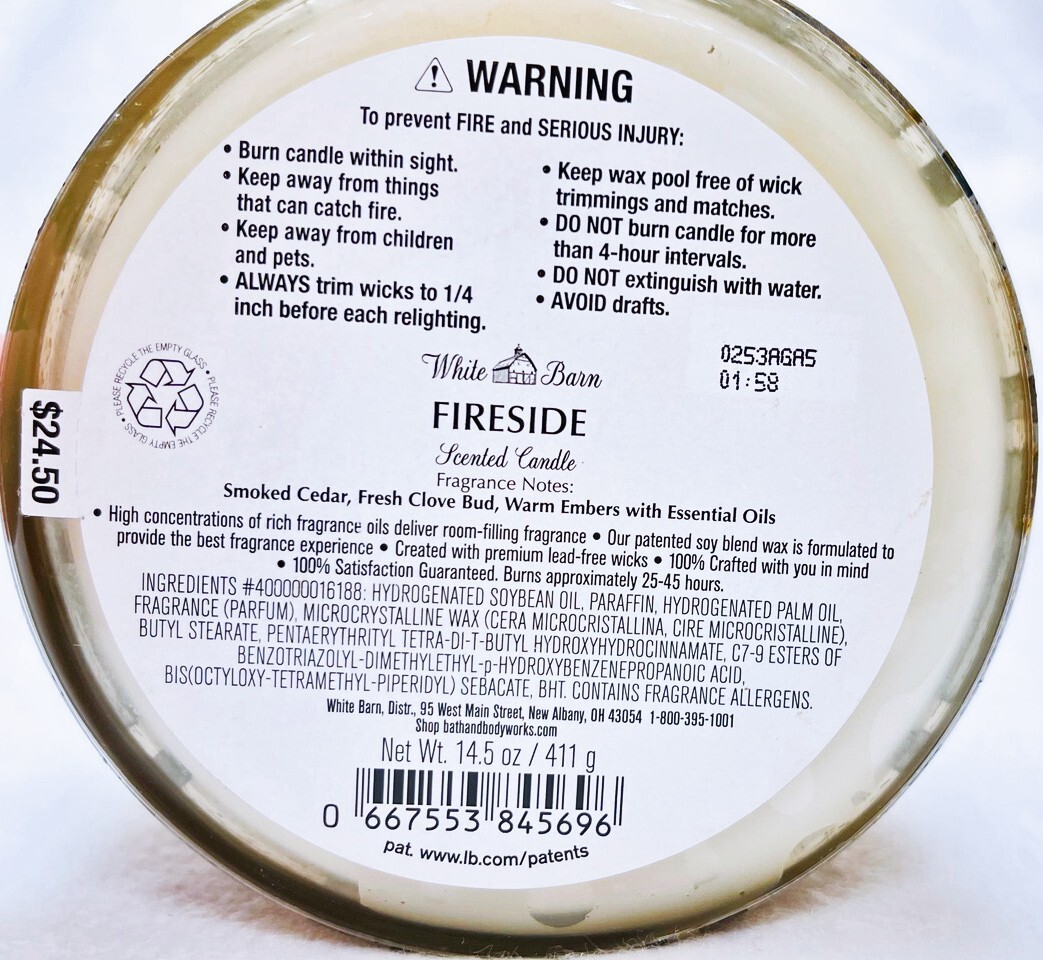 ⚠ WARNING
To prevent FIRE and SERIOUS INJURY:
• Burn candle within sight.
• Keep away from things
that can catch fire.
• Keep away from children
and pets.
• ALWAYS trim wicks to 1/4
inch before each relighting.
• Keep wax pool free of wick
trimmings and matches.
• DO NOT burn candle for more
than 4-hour intervals.
• DO NOT extinguish with water.
• AVOID drafts.
PLEASE RECYCLE THE EMPTY GLASS • PLEASE RECYCLE THE EMPTY GLASS •
White Barn
0253AGA5
01:58
$24.50
FIRESIDE
Scented Candle
Fragrance Notes:
Smoked Cedar, Fresh Clove Bud, Warm Embers with Essential Oils
• High concentrations of rich fragrance oils deliver room-filling fragrance • Our patented soy blend wax is formulated to
provide the best fragrance experience • Created with premium lead-free wicks • 100% Crafted with you in mind
• 100% Satisfaction Guaranteed. Burns approximately 25-45 hours.
INGREDIENTS #400000016188: HYDROGENATED SOYBEAN OIL, PARAFFIN, HYDROGENATED PALM OIL,
FRAGRANCE (PARFUM), MICROCRYSTALLINE WAX (CERA MICROCRISTALLINA, CIRE MICROCRISTALLINE),
BUTYL STEARATE, PENTAERYTHRITYL TETRA-DI-T-BUTYL HYDROXYHYDROCINNAMATE, C7-9 ESTERS OF
BENZOTRIAZOLYL-DIMETHYLETHYL-p-HYDROXYBENZENEPROPANOIC ACID,
BIS(OCTYLOXY-TETRAMETHYL-PIPERIDYL) SEBACATE, BHT. CONTAINS FRAGRANCE ALLERGENS.
White Barn, Distr., 95 West Main Street, New Albany, OH 43054 1-800-395-1001
Shop bathandbodyworks.com
Net Wt. 14.5 oz / 411 g
0 667553 845696
pat. www.lb.com/patents